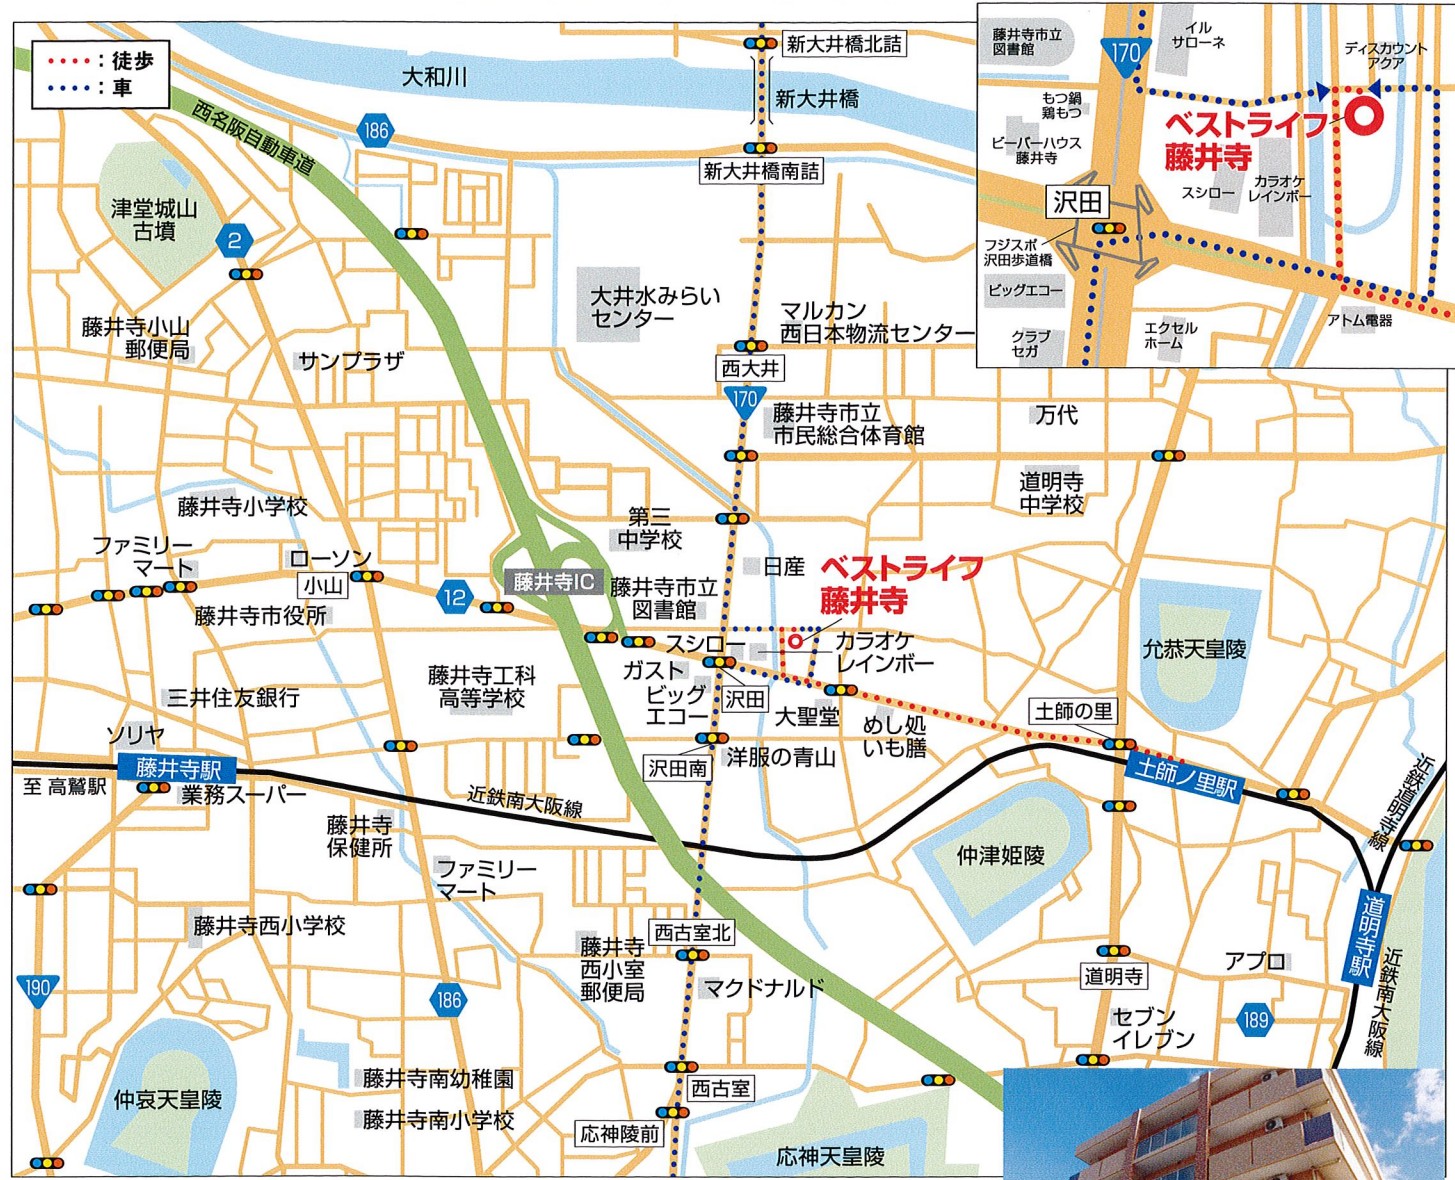 ：徒歩
：車
大和川
新大井橋北詰
新大井橋
新大井橋南詰
186
西名阪自動車道
津堂城山
古墳
2
藤井寺小山
郵便局
サンプラザ
大井水みらい
センター
マルカン
西日本物流センター
西大井
170
藤井寺市立
市民総合体育館
万代
道明寺
中学校
藤井寺小学校
第三
中学校
ファミリー
マート
ローソン
小山
12
藤井寺IC
藤井寺市立
図書館
日産
ベストライフ
藤井寺
藤井寺市役所
スシロー
カラオケ
レインボー
ガスト
ビッグ
エコー
沢田
大聖堂
めし処
いも膳
土師の里
允恭天皇陵
藤井寺工科
高等学校
三井住友銀行
ソリヤ
沢田南
洋服の青山
藤井寺駅
至 高鷲駅
業務スーパー
近鉄南大阪線
土師ノ里駅
近鉄道明寺線
藤井寺
保健所
ファミリー
マート
仲津姫陵
道明寺駅
近鉄南大阪線
藤井寺西小学校
西古室北
藤井寺
西小室
郵便局
マクドナルド
道明寺
アプロ
190
186
189
セブン
イレブン
仲哀天皇陵
藤井寺南幼稚園
藤井寺南小学校
西古室
応神陵前
応神天皇陵
藤井寺市立
図書館
170
イル
サローネ
ディスカウント
アクア
もつ鍋
鶏もつ
ビーバーハウス
藤井寺
ベストライフ
藤井寺
スシロー
カラオケ
レインボー
沢田
フジスポ
沢田歩道橋
ビッグエコー
クラブ
セガ
エクセル
ホーム
アトム電器